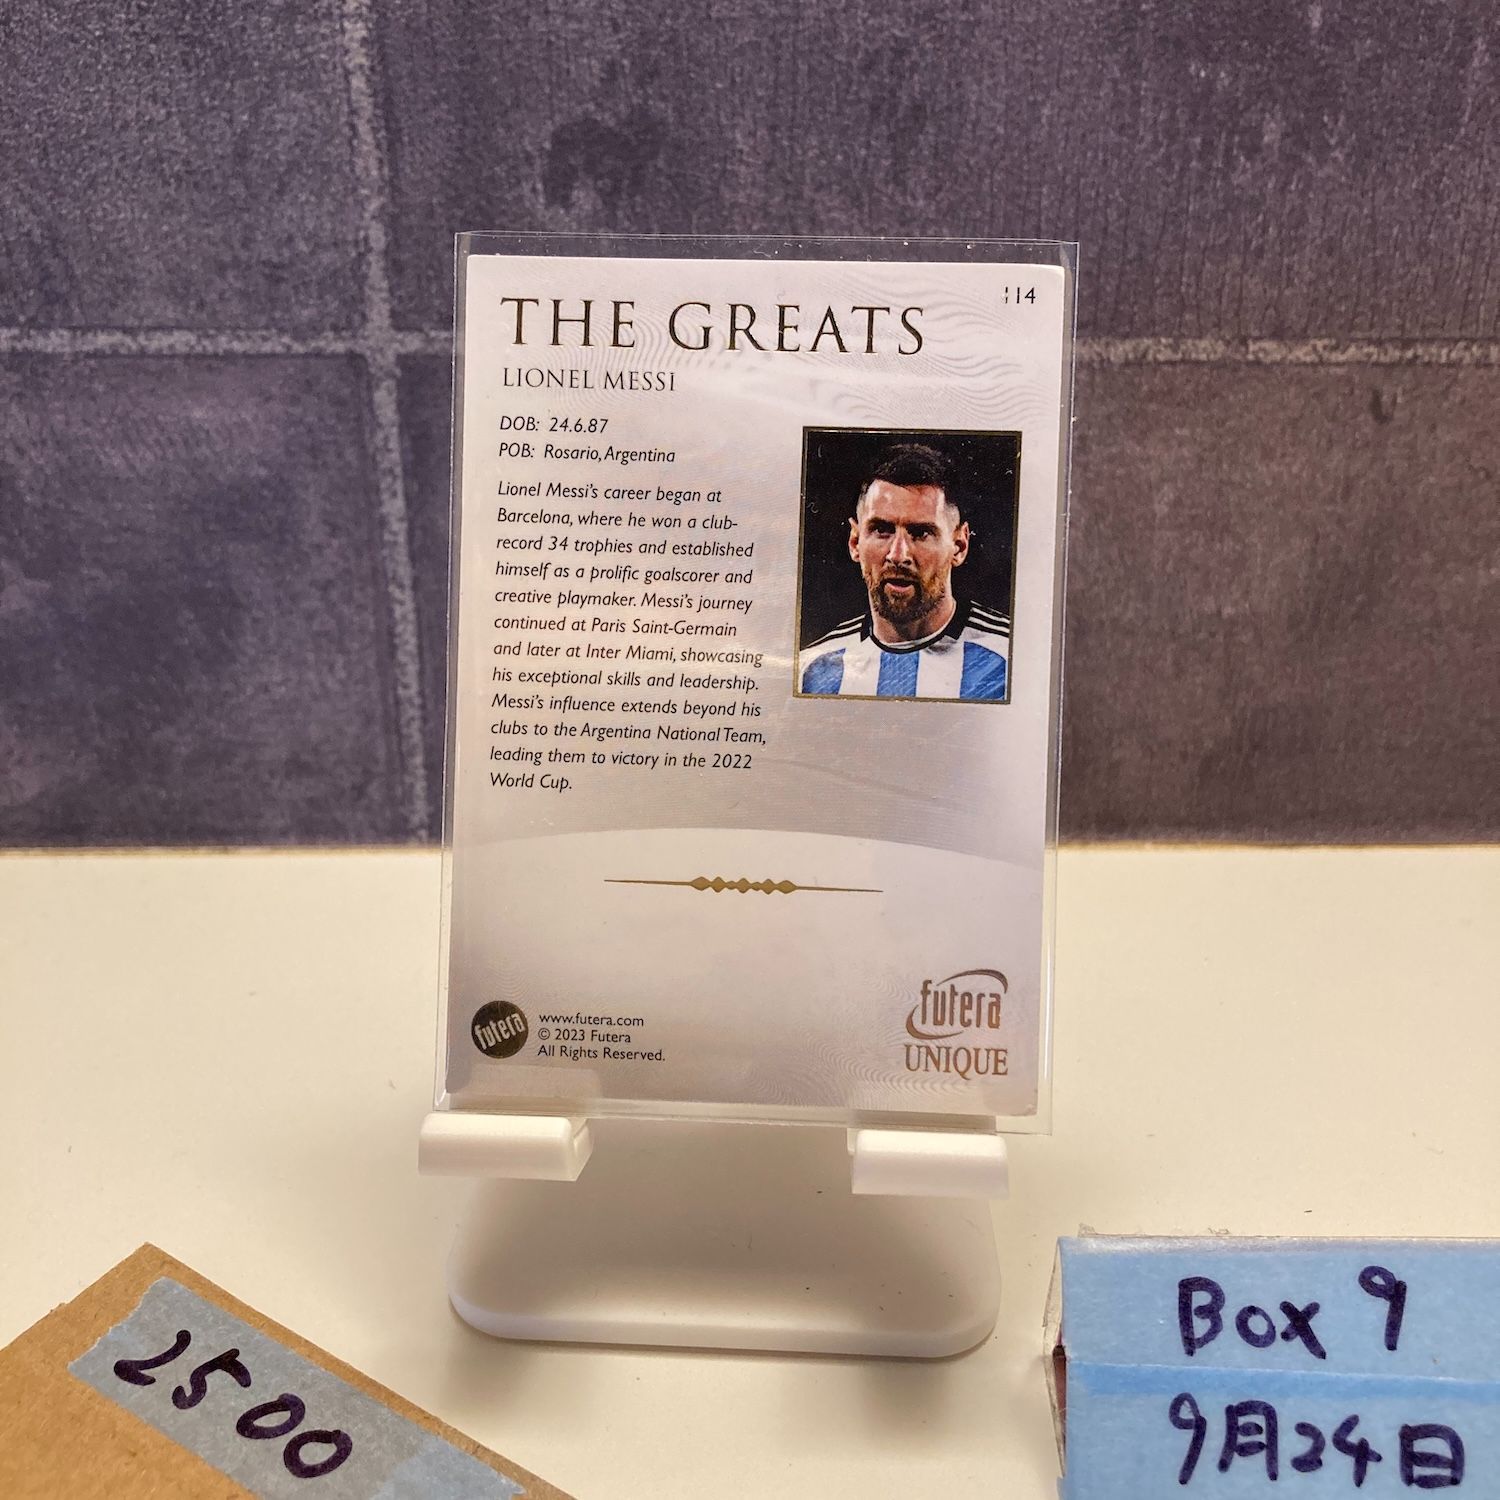 THE GREATS
114
LIONEL MESSI
DOB: 24.6.87
POB: Rosario, Argentina
Lionel Messi's career began at
Barcelona, where he won a club-
record 34 trophies and established
himself as a prolific goalscorer and
creative playmaker. Messi's journey
continued at Paris Saint-Germain
and later at Inter Miami, showcasing
his exceptional skills and leadership.
Messi's influence extends beyond his
clubs to the Argentina National Team,
leading them to victory in the 2022
World Cup.
futera
www.futera.com
© 2023 Futera
All Rights Reserved.
futera
UNIQUE
2500
Box 9
9月24日